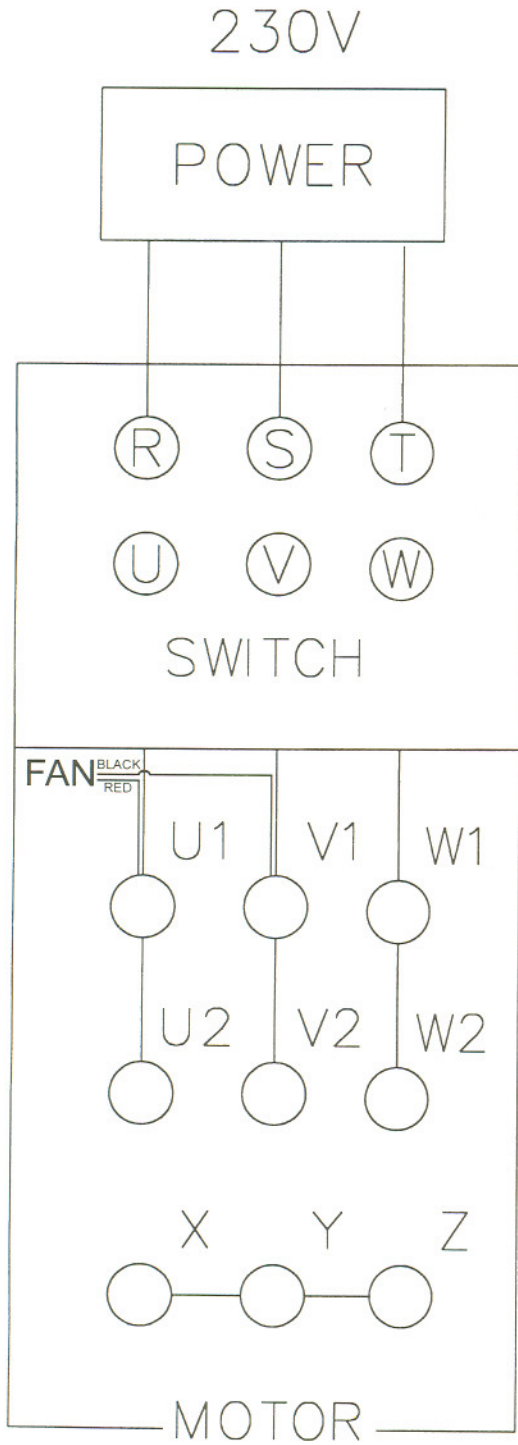 230V
POWER
R S T
U V W
SWITCH
FAN BLACK
RED
U1 V1 W1
U2 V2 W2
X Y Z
MOTOR